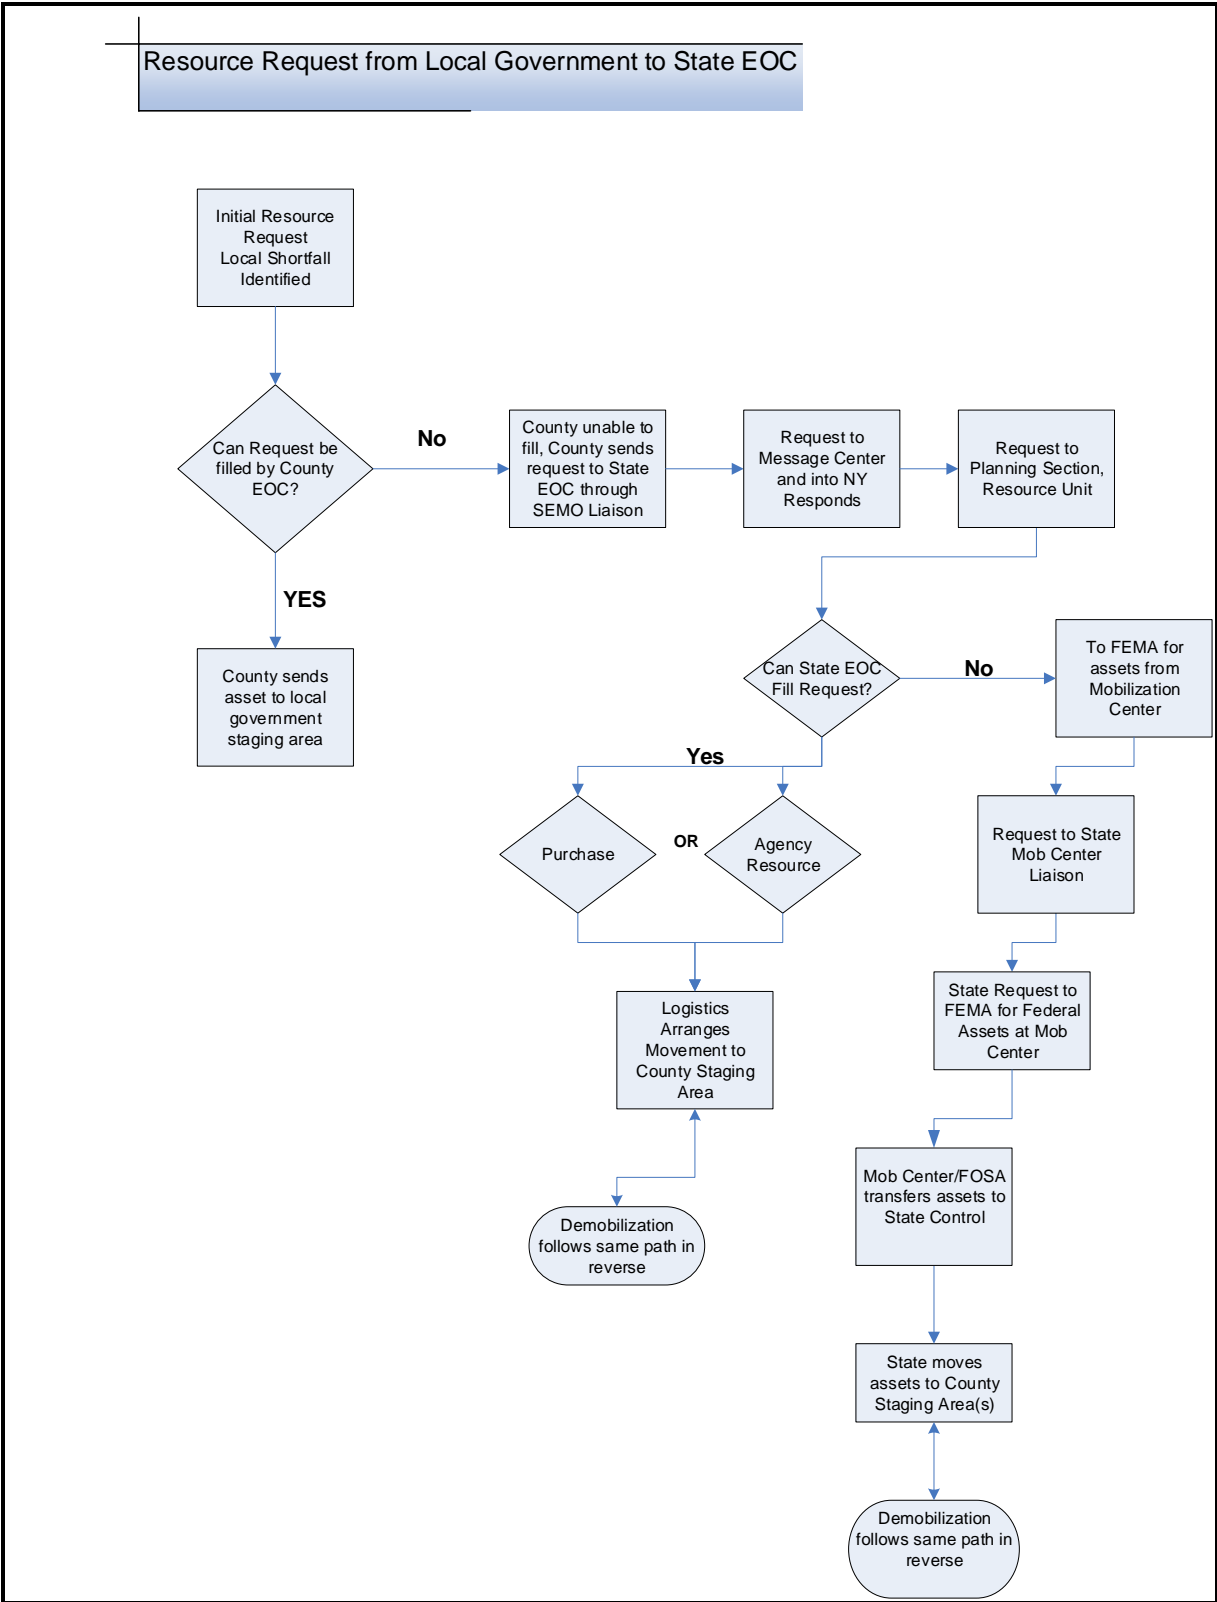 Resource Request from Local Government to State EOC
Initial Resource
Request
Local Shortfall
Identified
Can Request be
filled by County
EOC?
No
County unable to
fill, County sends
request to State
EOC through
SEMO Liaison
Request to
Message Center
and into NY
Responds
Request to
Planning Section,
Resource Unit
YES
County sends
asset to local
government
staging area
Can State EOC
Fill Request?
No
To FEMA for
assets from
Mobilization
Center
Yes
Purchase
OR
Agency
Resource
Request to State
Mob Center
Liaison
Logistics
Arranges
Movement to
County Staging
Area
State Request to
FEMA for Federal
Assets at Mob
Center
Mob Center/FOSA
transfers assets to
State Control
Demobilization
follows same path in
reverse
State moves
assets to County
Staging Area(s)
Demobilization
follows same path in
reverse